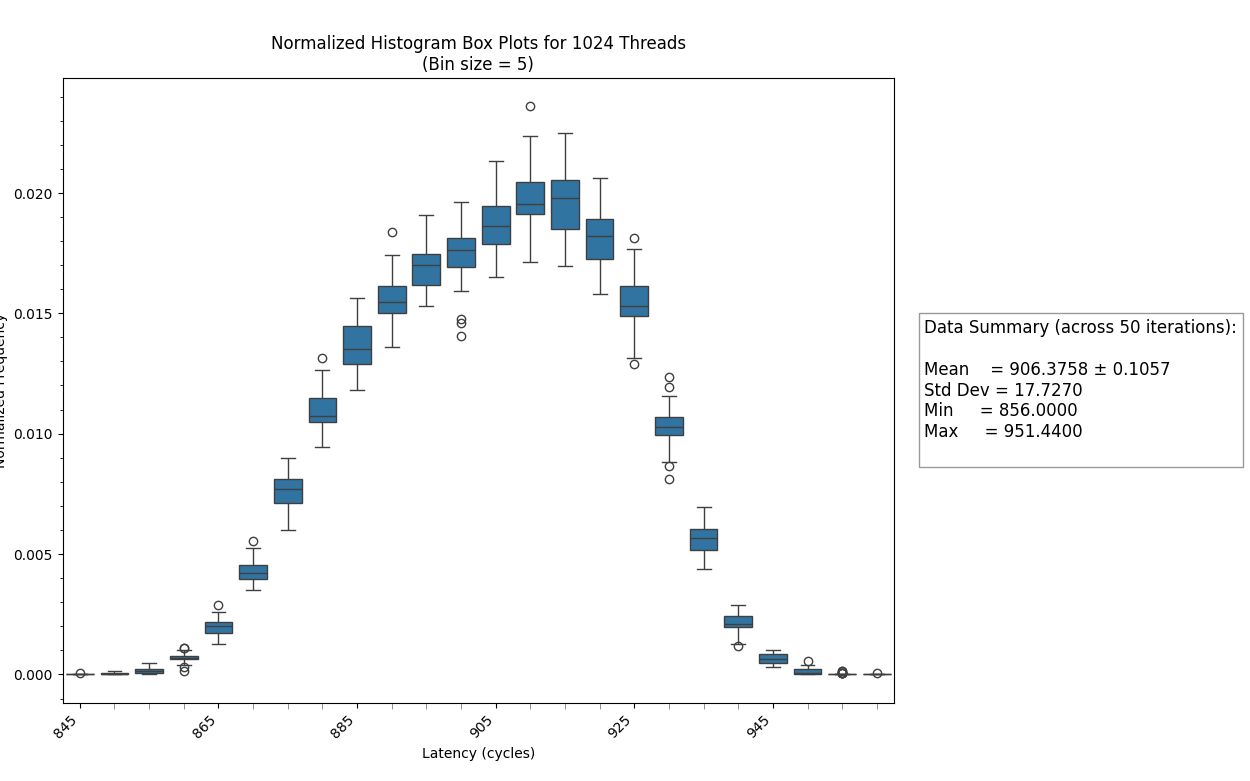 Normalized Histogram Box Plots for 1024 Threads
(Bin size = 5)
0.020
0.015
0.010
0.005
0.000
845
865
885
905
925
945
Latency (cycles)
Data Summary (across 50 iterations):
Mean = 906.3758 ± 0.1057
Std Dev = 17.7270
Min = 856.0000
Max = 951.4400